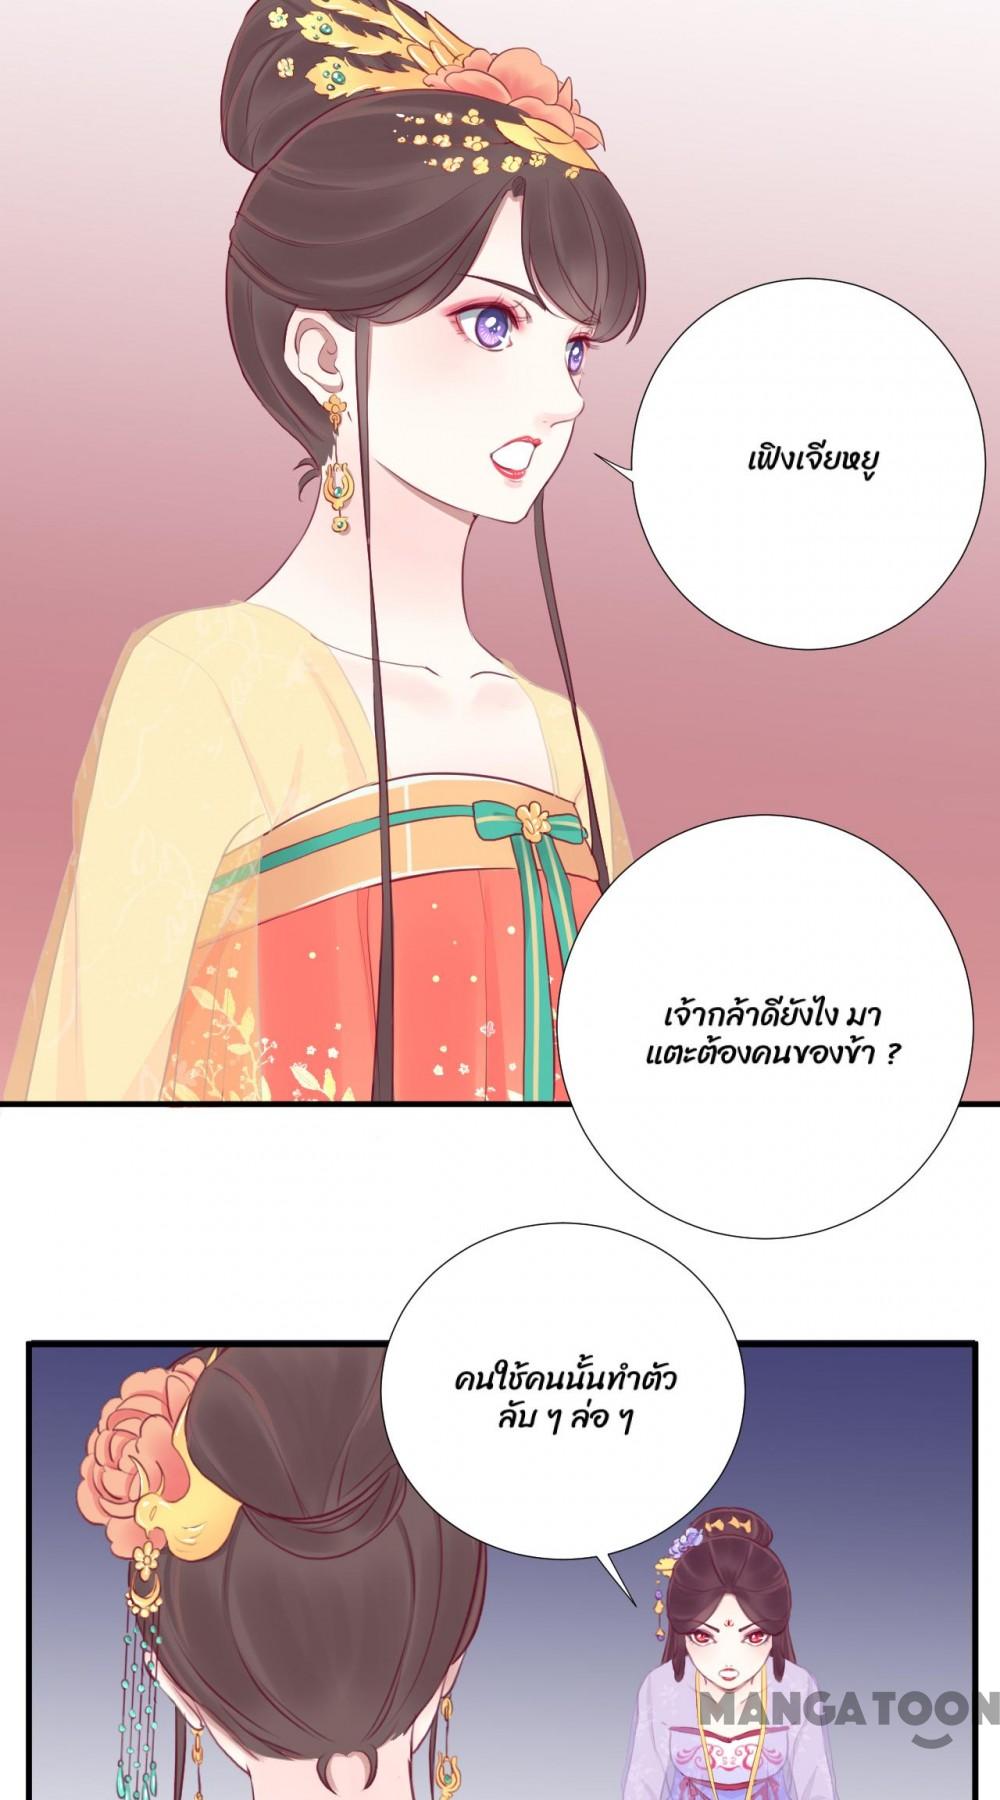 เฟิงเจียหยู
เจ้ากล้าดียังไง มา
แตะต้องคนของข้า ?
คนใช้คนนั้นทำตัว
ลับ ๆ ล่อ ๆ
MANGATOON